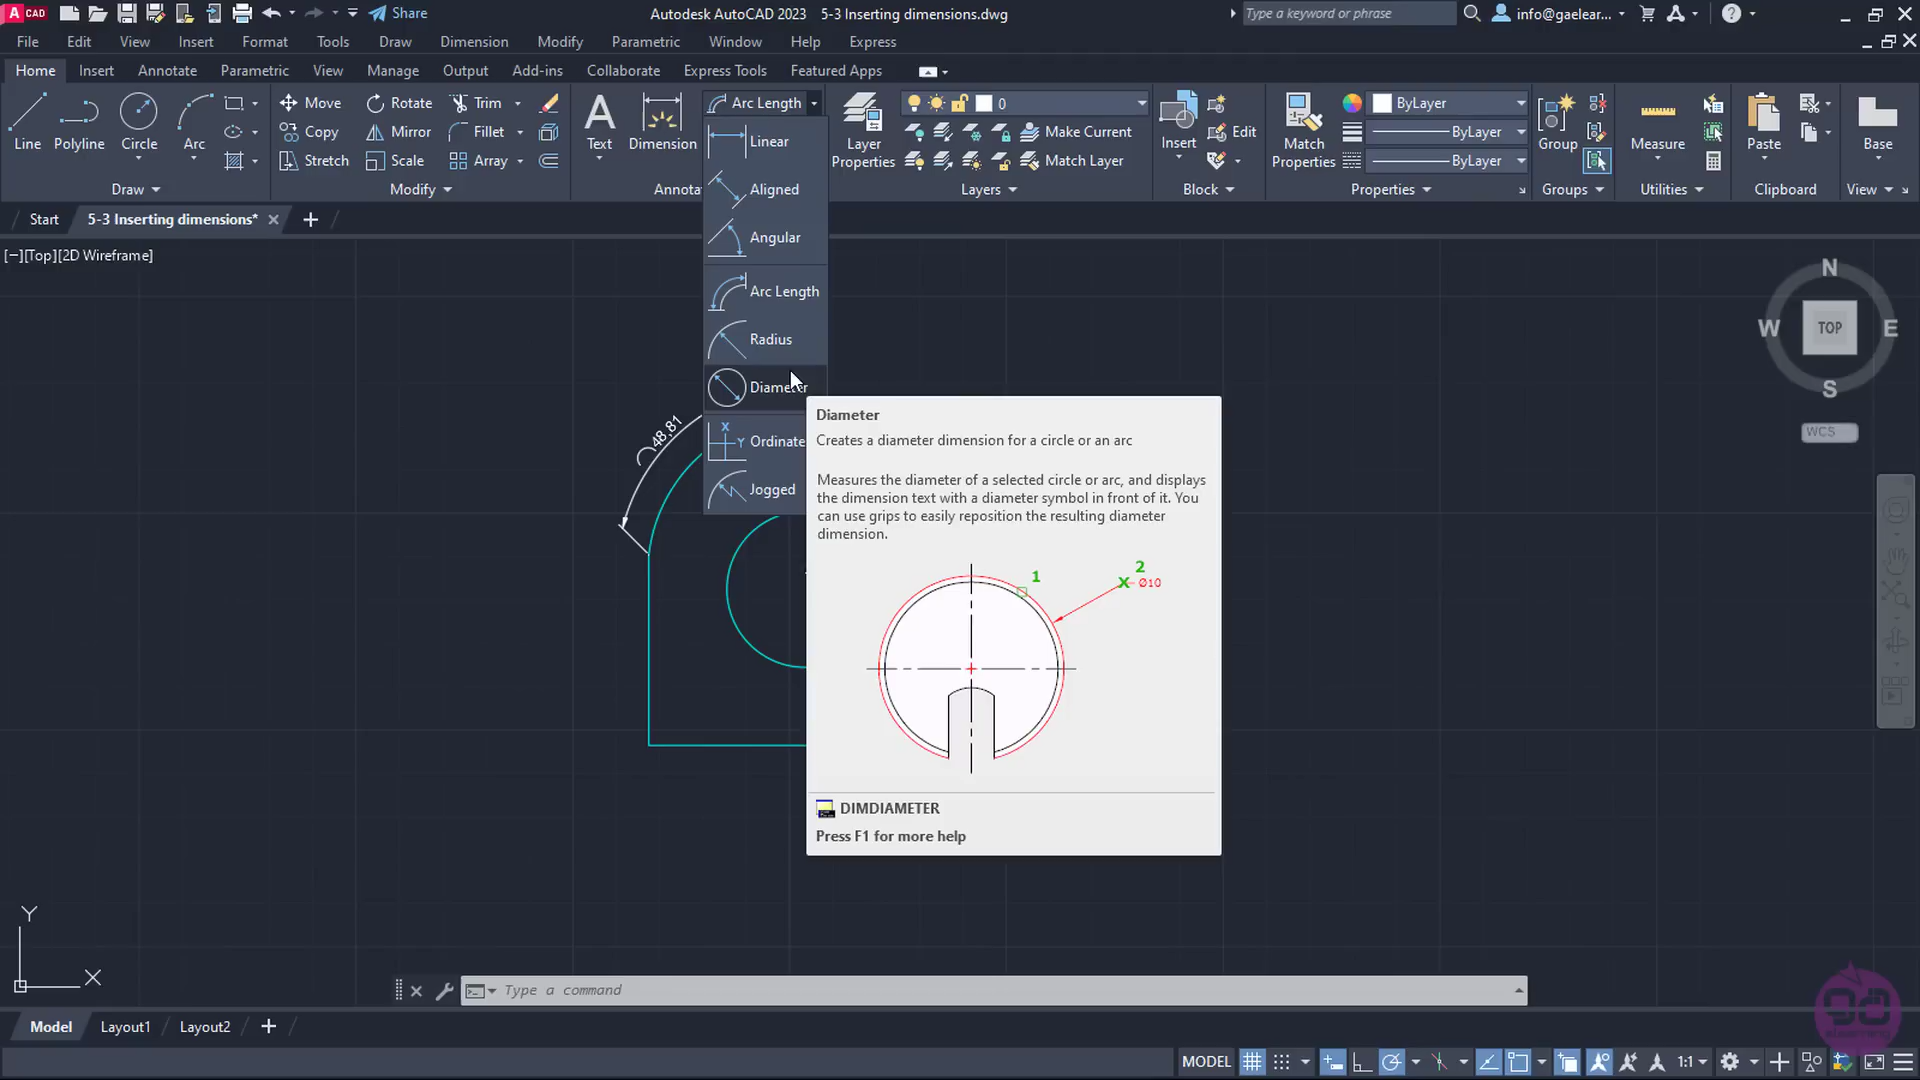 A CAD
Share
Autodesk AutoCAD 2023 5-3 Inserting dimensions.dwg
Type a keyword or phrase
info@gaelear...
File Edit View Insert Format Tools Draw Dimension Modify Parametric Window Help Express
Home Insert Annotate Parametric View Manage Output Add-ins Collaborate Express Tools Featured Apps
Line Polyline Circle Arc
Move Rotate Trim
Copy Mirror Fillet
Stretch Scale Array
Text Dimension
Arc Length
Layer Properties
0
Make Current
Match Layer
Insert
Edit
Match Properties
ByLayer
ByLayer
ByLayer
Group
Measure
Paste
Base
Draw Modify Annota Layers Block Properties Groups Utilities Clipboard View
Linear
Aligned
Angular
Arc Length
Radius
Diameter
Ordinate
Jogged
Start 5-3 Inserting dimensions*
[−][Top][2D Wireframe]
N
W TOP E
S
WCS
48,81
Diameter
Creates a diameter dimension for a circle or an arc
Measures the diameter of a selected circle or arc, and displays
the dimension text with a diameter symbol in front of it. You
can use grips to easily reposition the resulting diameter
dimension.
1
2
X Ø10
DIMDIAMETER
Press F1 for more help
Y
X
Type a command
Model Layout1 Layout2
MODEL 1:1